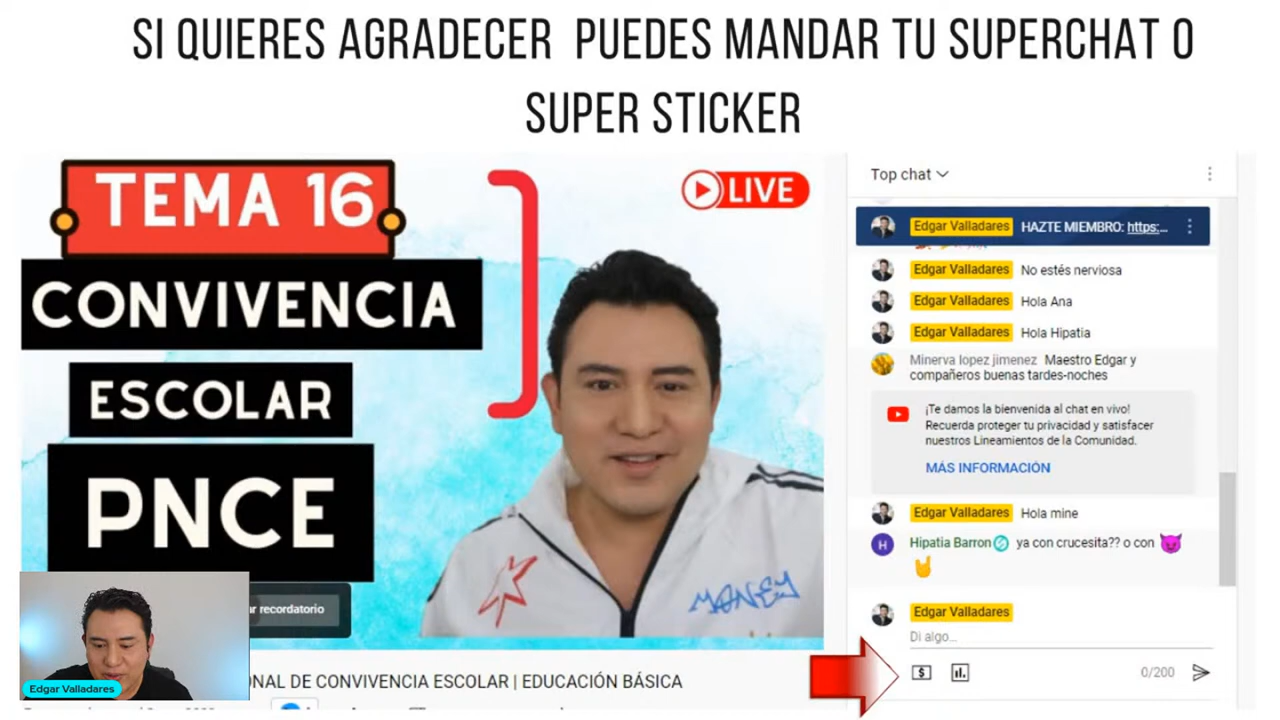 SI QUIERES AGRADECER PUEDES MANDAR TU SUPERCHAT O
SUPER STICKER
TEMA 16
CONVIVENCIA
ESCOLAR
PNCE
LIVE
MONEY
r recordatorio
Edgar Valladares
ONAL DE CONVIVENCIA ESCOLAR | EDUCACIÓN BÁSICA
Top chat
Edgar Valladares HAZTE MIEMBRO: https:...
Edgar Valladares No estés nerviosa
Edgar Valladares Hola Ana
Edgar Valladares Hola Hipatia
Minerva lopez jimenez Maestro Edgar y
compañeros buenas tardes-noches
¡Te damos la bienvenida al chat en vivo!
Recuerda proteger tu privacidad y satisfacer
nuestros Lineamientos de la Comunidad.
MÁS INFORMACIÓN
Edgar Valladares Hola mine
H Hipatia Barron ya con crucesita?? o con 😈
🤘
Edgar Valladares
Di algo...
$ 0/200